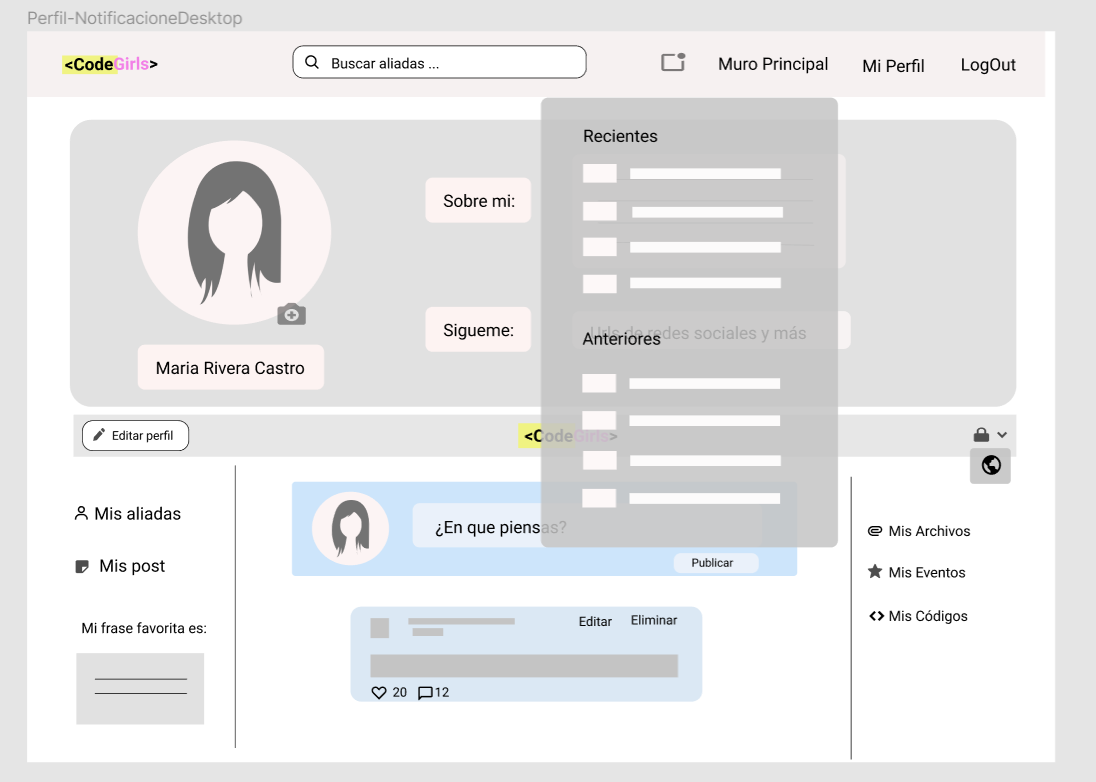 Perfil-NotificacioneDesktop
<CodeGirls>
Buscar aliadas ...
Muro Principal
Mi Perfil
LogOut
Recientes
Sobre mi:
Sigueme:
Urls de redes sociales y más
Anteriores
Maria Rivera Castro
Editar perfil
<CodeGirls>
Mis aliadas
¿En que piensas?
Mis Archivos
Mis post
Publicar
Mis Eventos
Mi frase favorita es:
Editar
Eliminar
Mis Códigos
20
12